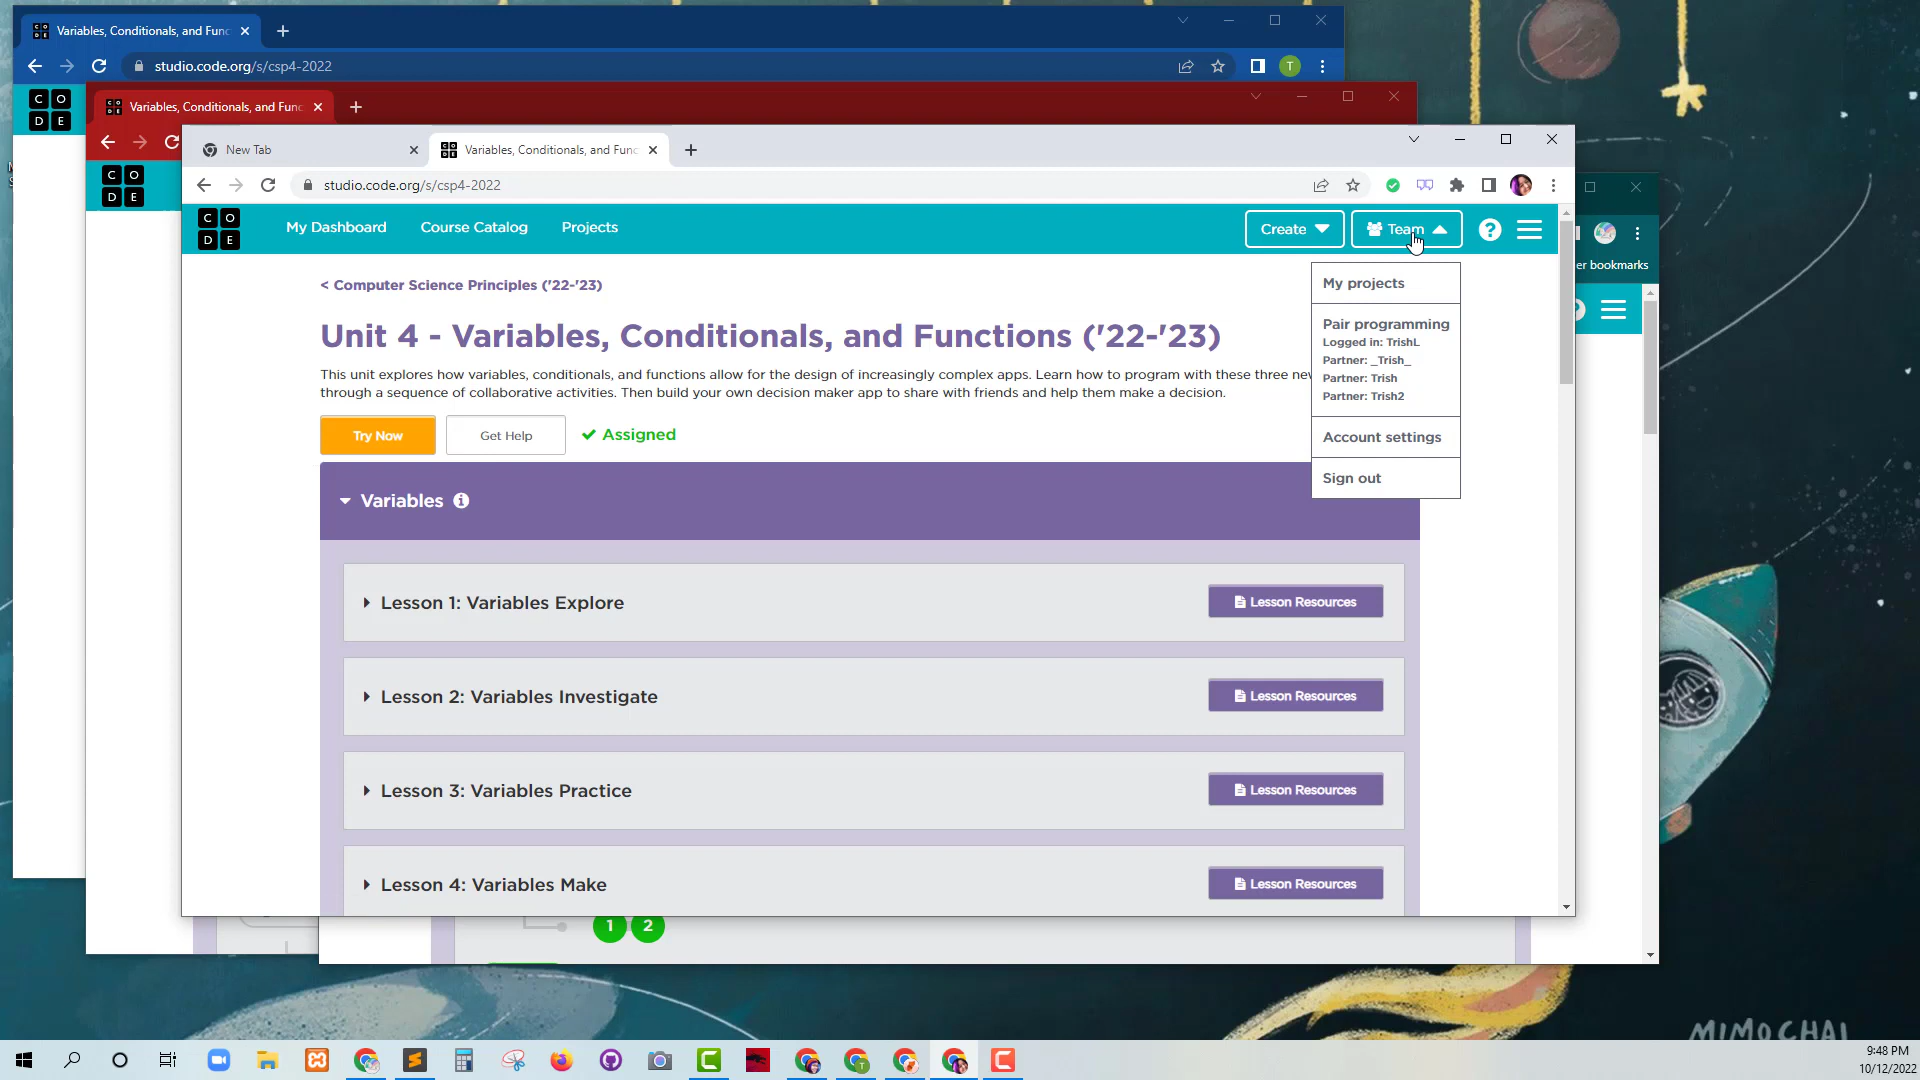 Variables, Conditionals, and Func
studio.code.org/s/csp4-2022
T
C O
D E
Variables, Conditionals, and Func
C O
D E
New Tab
Variables, Conditionals, and Func
studio.code.org/s/csp4-2022
C O
D E
My Dashboard
Course Catalog
Projects
Create
Team
er bookmarks
My projects
Pair programming
Logged in: TrishL
Partner: _Trish_
Partner: Trish
Partner: Trish2
Account settings
Sign out
< Computer Science Principles ('22-'23)
Unit 4 - Variables, Conditionals, and Functions ('22-'23)
This unit explores how variables, conditionals, and functions allow for the design of increasingly complex apps. Learn how to program with these three nev
through a sequence of collaborative activities. Then build your own decision maker app to share with friends and help them make a decision.
Try Now
Get Help
Assigned
Variables
Lesson 1: Variables Explore
Lesson Resources
Lesson 2: Variables Investigate
Lesson Resources
Lesson 3: Variables Practice
Lesson Resources
Lesson 4: Variables Make
Lesson Resources
1 2
MIMOCHAI
9:48 PM
10/12/2022